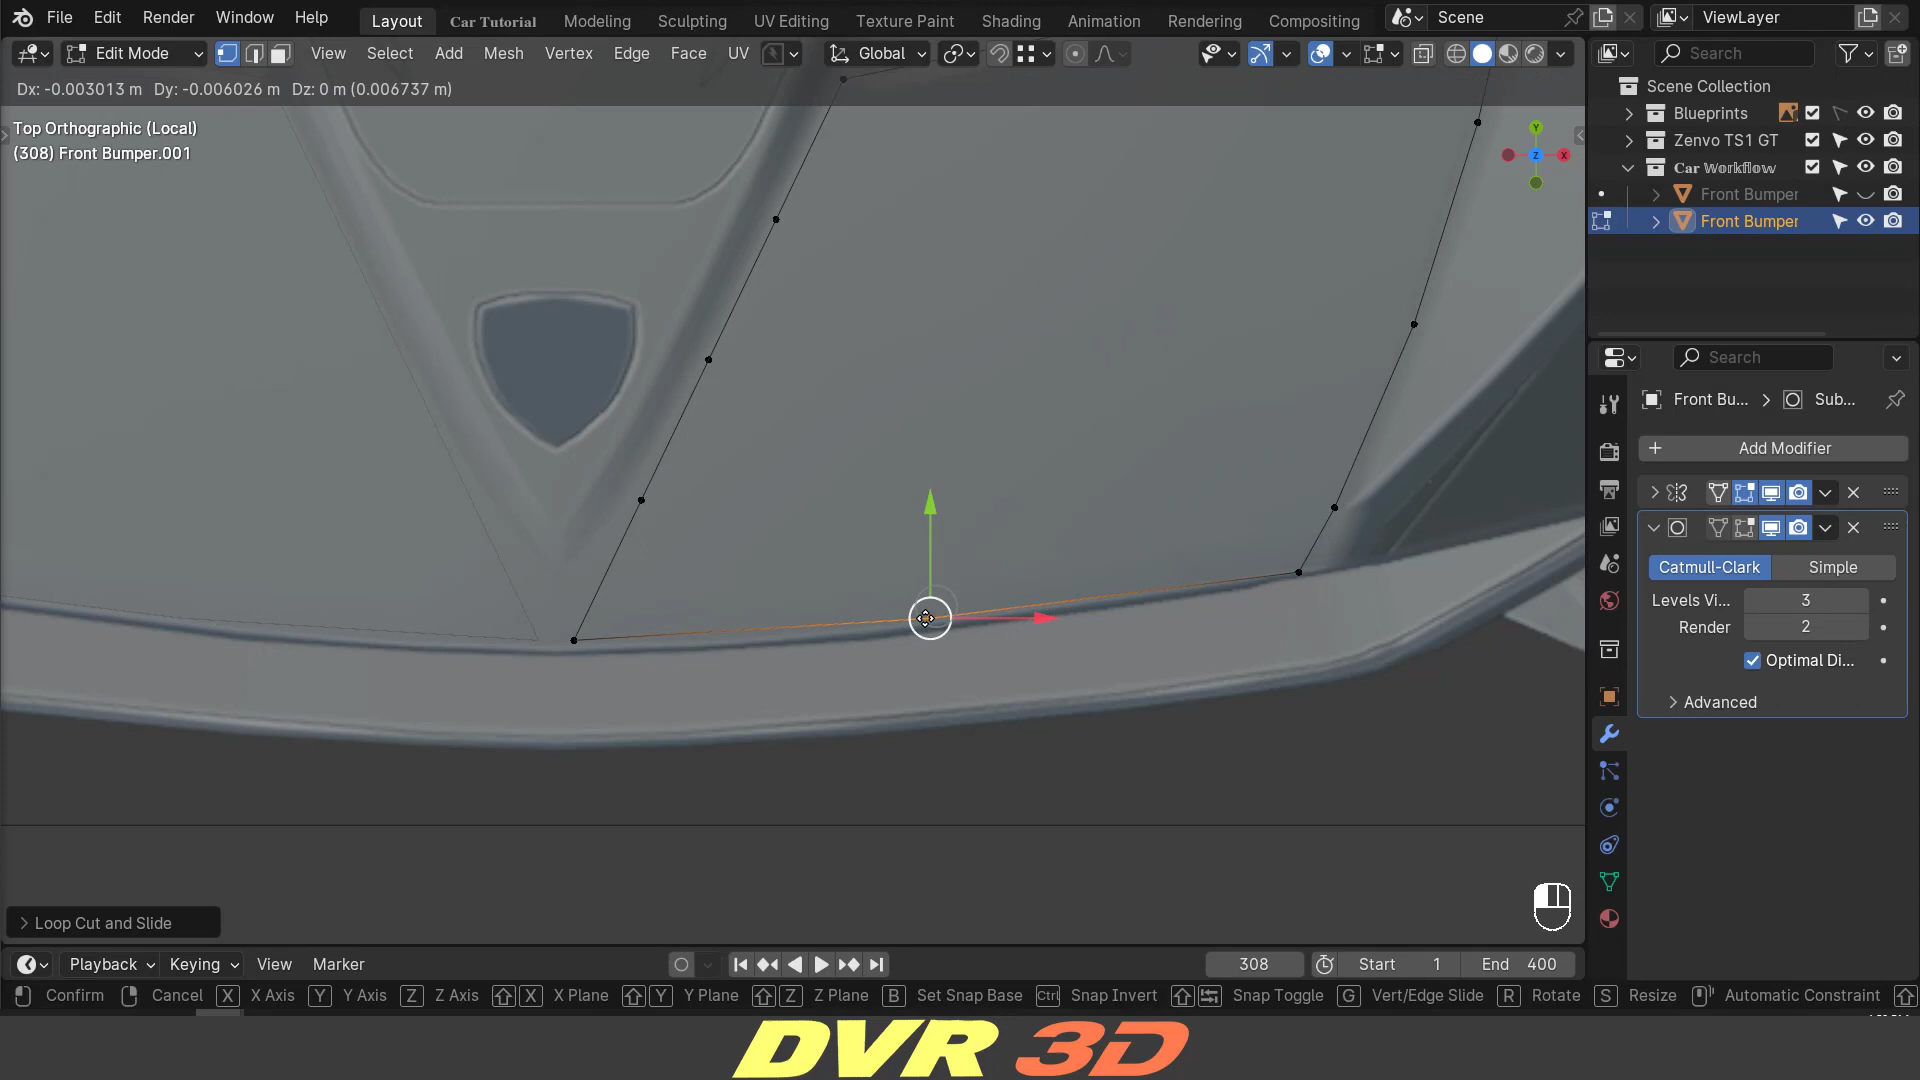 File Edit Render Window Help Layout Car Tutorial Modeling Sculpting UV Editing Texture Paint Shading Animation Rendering Compositing Scene ViewLayer
Edit Mode View Select Add Mesh Vertex Edge Face UV Global Search
Dx: -0.003013 m Dy: -0.006026 m Dz: 0 m (0.006737 m)
Scene Collection
Top Orthographic (Local)
(308) Front Bumper.001
Y
X
Z
Blueprints
Zenvo TS1 GT
Car Workflow
Front Bumper
Front Bumper
Search
Front Bu... Sub...
Add Modifier
Catmull-Clark Simple
Levels Vi... 3
Render 2
Optimal Di...
Advanced
Loop Cut and Slide
Playback Keying View Marker 308 Start 1 End 400
Confirm Cancel X X Axis Y Y Axis Z Z Axis X X Plane Y Y Plane Z Z Plane B Set Snap Base Ctrl Snap Invert Snap Toggle G Vert/Edge Slide R Rotate S Resize Automatic Constraint
DVR 3D